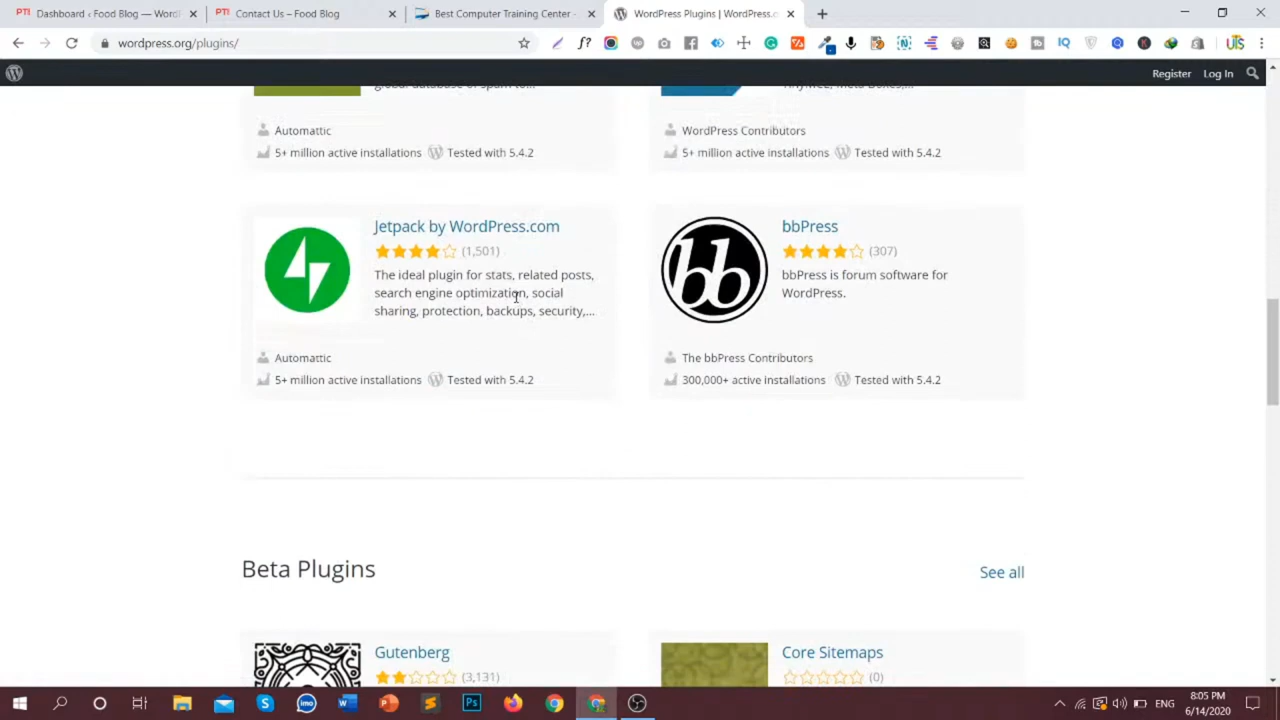 PTI Dashboard ‹ Food Blog — Word
PTI Contact Us – Food Blog
Best Computer Training Center -
WordPress Plugins | WordPress.o
wordpress.org/plugins/
Register Log In
Automattic
5+ million active installations Tested with 5.4.2
WordPress Contributors
5+ million active installations Tested with 5.4.2
Jetpack by WordPress.com
(1,501)
The ideal plugin for stats, related posts,
search engine optimization, social
sharing, protection, backups, security,...
Automattic
5+ million active installations Tested with 5.4.2
bbPress
(307)
bbPress is forum software for
WordPress.
The bbPress Contributors
300,000+ active installations Tested with 5.4.2
Beta Plugins
See all
Gutenberg
(3,131)
Core Sitemaps
(0)
ENG
8:05 PM
6/14/2020